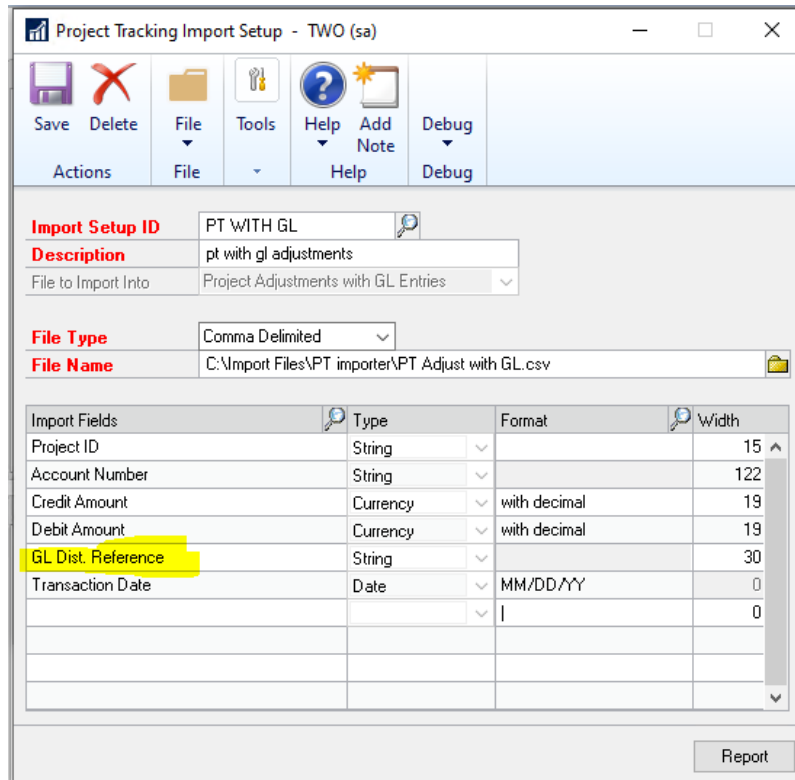 Project Tracking Import Setup - TWO (sa)
Save Delete File Tools Help Add Note Debug
Actions File Help Debug
Import Setup ID PT WITH GL
Description pt with gl adjustments
File to Import Into Project Adjustments with GL Entries
File Type Comma Delimited
File Name C:\Import Files\PT importer\PT Adjust with GL.csv
Import Fields Type Format Width
Project ID String 15
Account Number String 122
Credit Amount Currency with decimal 19
Debit Amount Currency with decimal 19
GL Dist. Reference String 30
Transaction Date Date MM/DD/YY 0
0
Report